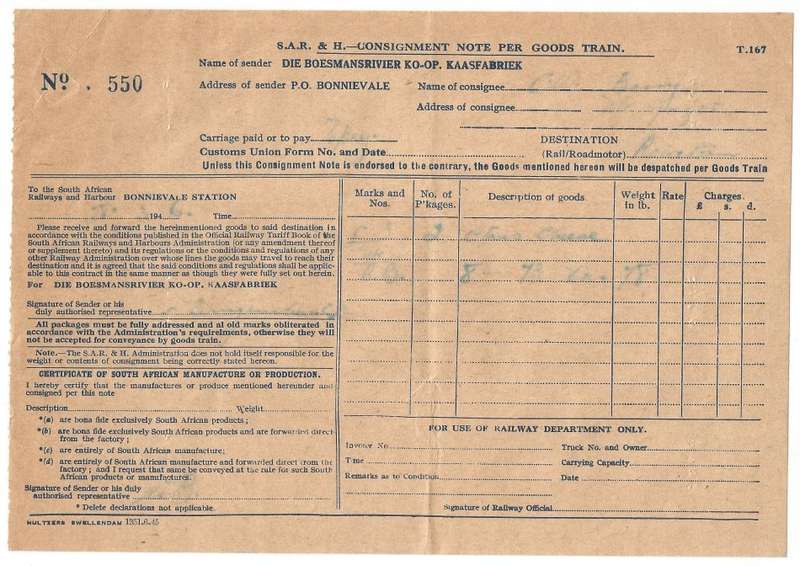 S.A.R. & H.—CONSIGNMENT NOTE PER GOODS TRAIN.
T.167
Nº. 550
Name of sender DIE BOESMANSRIVIER KO-OP. KAASFABRIEK
Address of sender P.O. BONNIEVALE
Name of consignee
Address of consignee
Carriage paid or to pay
DESTINATION
Customs Union Form No. and Date
(Rail/Roadmotor)
Unless this Consignment Note is endorsed to the contrary, the Goods mentioned herein will be despatched per Goods Train
To the South African
Railways and Harbour BONNIEVALE STATION
194 6. Time
Please receive and forward the hereinmentioned goods to said destination in
accordance with the conditions published in the Official Railway Tariff Book of the
South African Railways and Harbours Administration (or any amendment thereof
or supplement thereto) and its regulations or the conditions and regulations of any
other Railway Administration over whose lines the goods may travel to reach their
destination and it is agreed that the said conditions and regulations shall be applic-
able to this contract in the same manner as though they were fully set out herein.
For DIE BOESMANSRIVIER KO-OP. KAASFABRIEK
Signature of Sender or his
duly authorised representative
All packages must be fully addressed and al old marks obliterated in
accordance with the Administration's requirelments, otherwise they will
not be accepted for conveyance by goods train.
Note.—The S.A.R. & H. Administration does not hold itself responsible for the
weight or contents of consignment being correctly stated hereon.
CERTIFICATE OF SOUTH AFRICAN MANUFACTURE OR PRODUCTION.
I hereby certify that the manufactures or produce mentioned hereunder and
consigned per this note
Description Weight
*(a) are bona fide exclusively South African products;
*(b) are bona fide exclusively South African products and are forwarded direct
from the factory;
*(c) are entirely of South African manufacture;
*(d) are entirely of South African manufacture and forwarded direct from the
factory; and I request that same be conveyed at the rate for such South
African products or manufactures.
Signature of Sender or his duly
authorised representative
* Delete declarations not applicable.
HULTZERS SWELLENDAM 1951.6.45
Marks and Nos.
No. of P'kages.
Description of goods
Weight in lb.
Rate
Charges.
£ s. d.
2
78
FOR USE OF RAILWAY DEPARTMENT ONLY.
Invoice No. Truck No. and Owner
Time Carrying Capacity
Remarks as to Condition Date
Signature of Railway Official